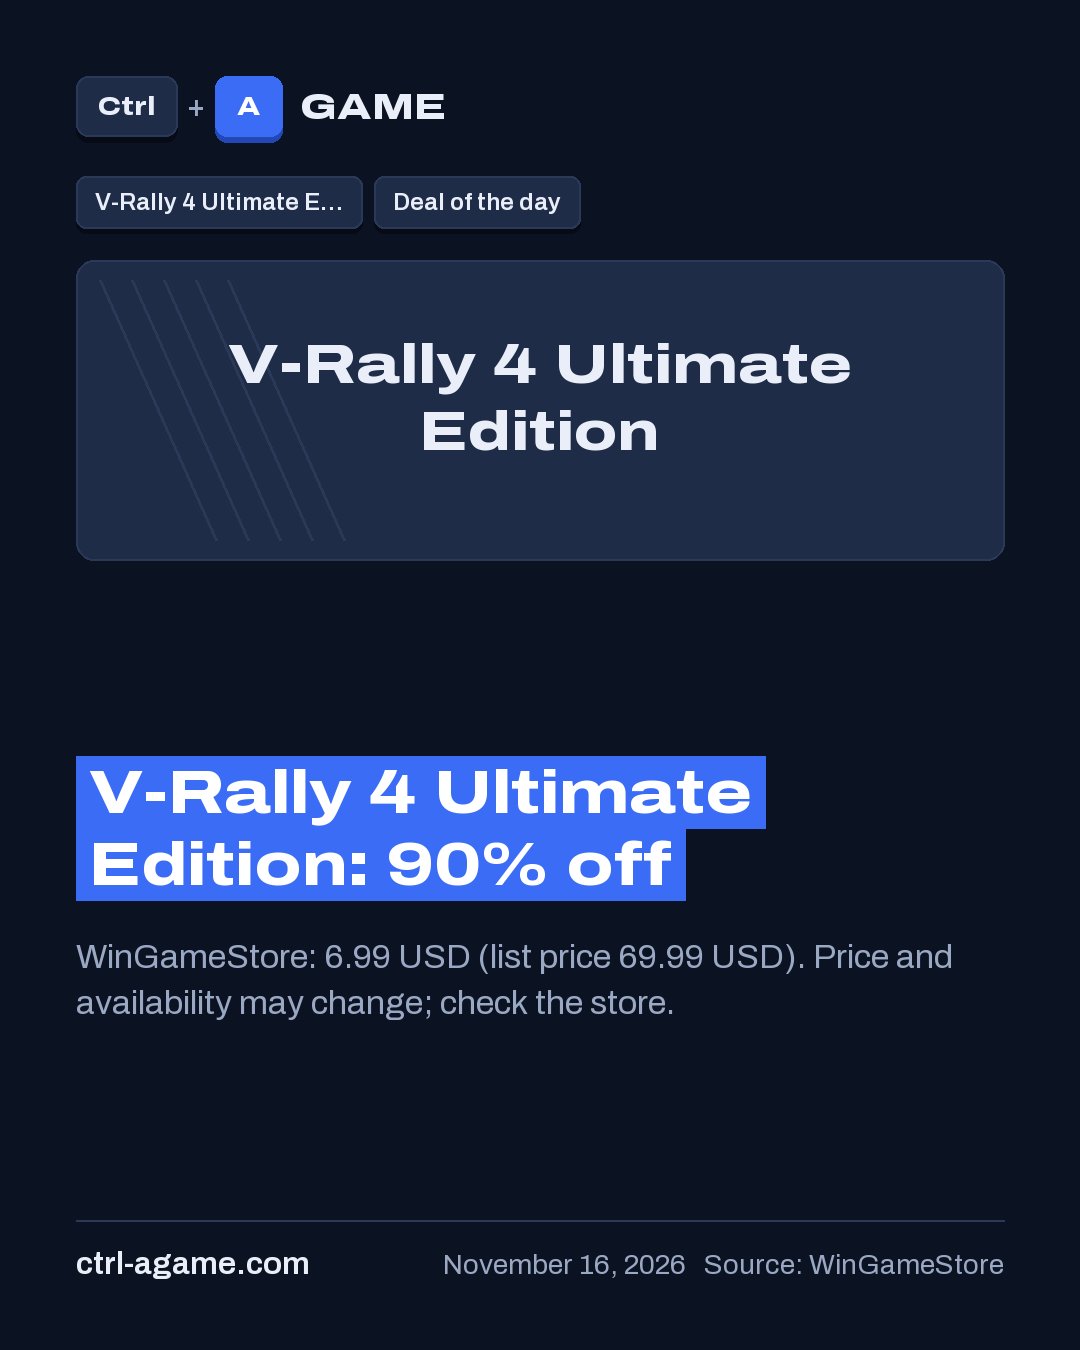 Ctrl + A GAME
V-Rally 4 Ultimate E... Deal of the day
V-Rally 4 Ultimate
Edition
V-Rally 4 Ultimate
Edition: 90% off
WinGameStore: 6.99 USD (list price 69.99 USD). Price and
availability may change; check the store.
ctrl-agame.com November 16, 2026 Source: WinGameStore